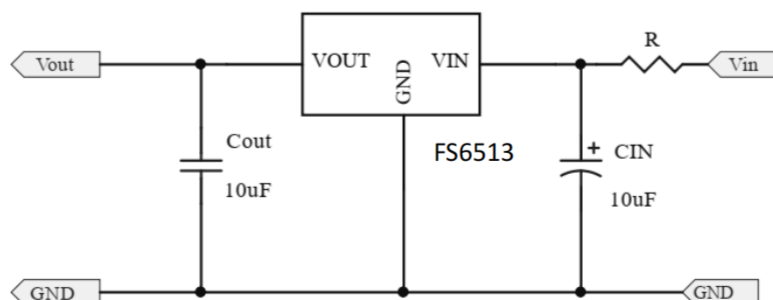 R
Vout
VOUT
GND
VIN
Vin
FS6513
Cout
10uF
+
CIN
10uF
GND
GND